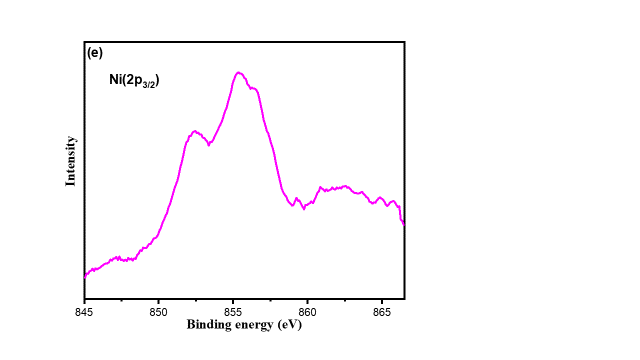 (e)
Ni(2p3/2)
Intensity
845 850 855 860 865
Binding energy (eV)